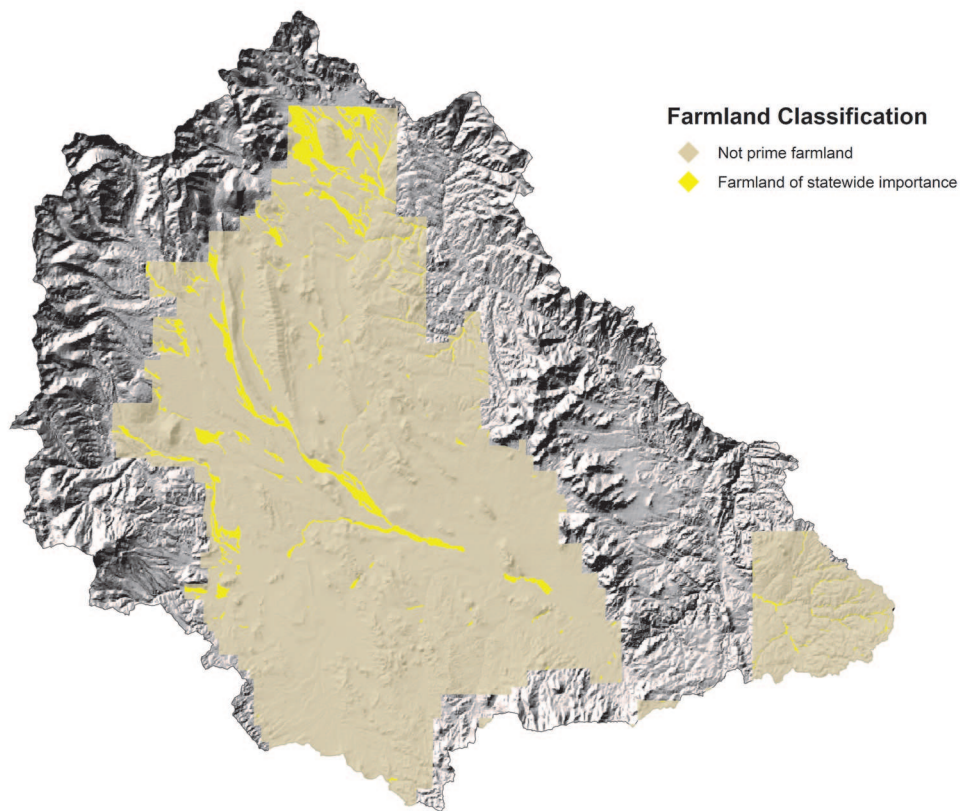 Farmland Classification
Not prime farmland
Farmland of statewide importance